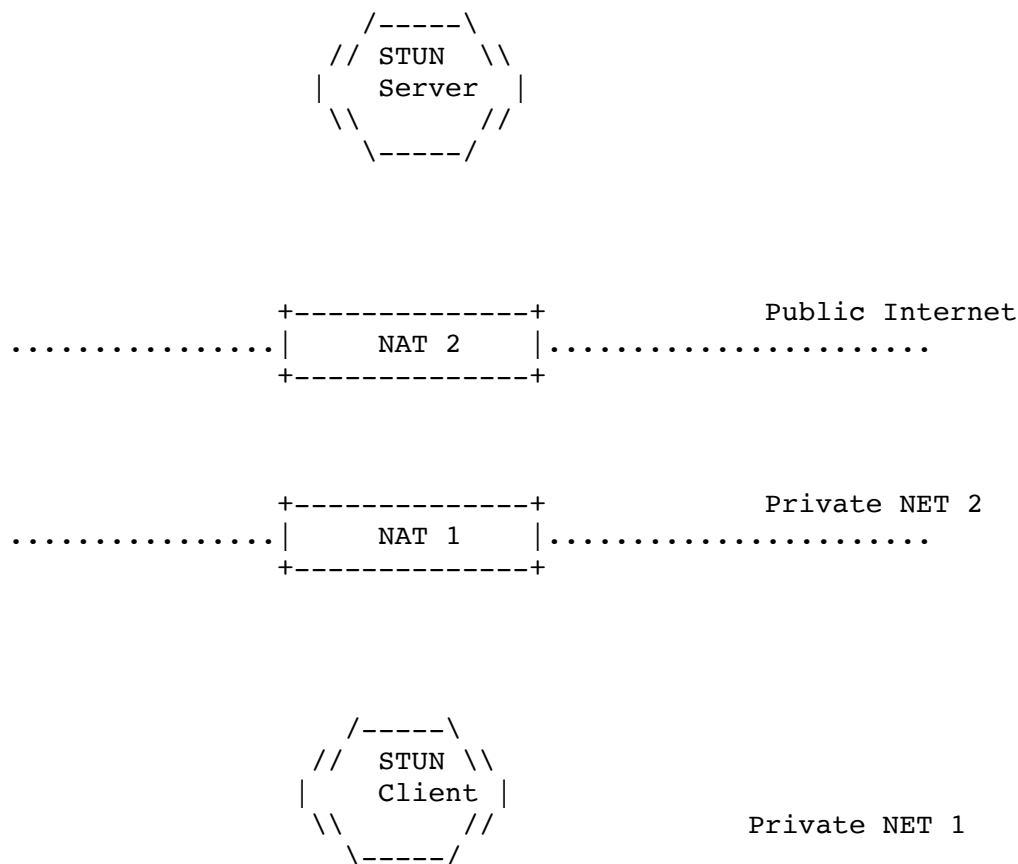 /-----\
// STUN \\
| Server |
\\ //
\-----/
+--------------+ Public Internet
................| NAT 2 |.......................
+--------------+
+--------------+ Private NET 2
................| NAT 1 |.......................
+--------------+
/-----\
// STUN \\
| Client |
\\ // Private NET 1
\-----/